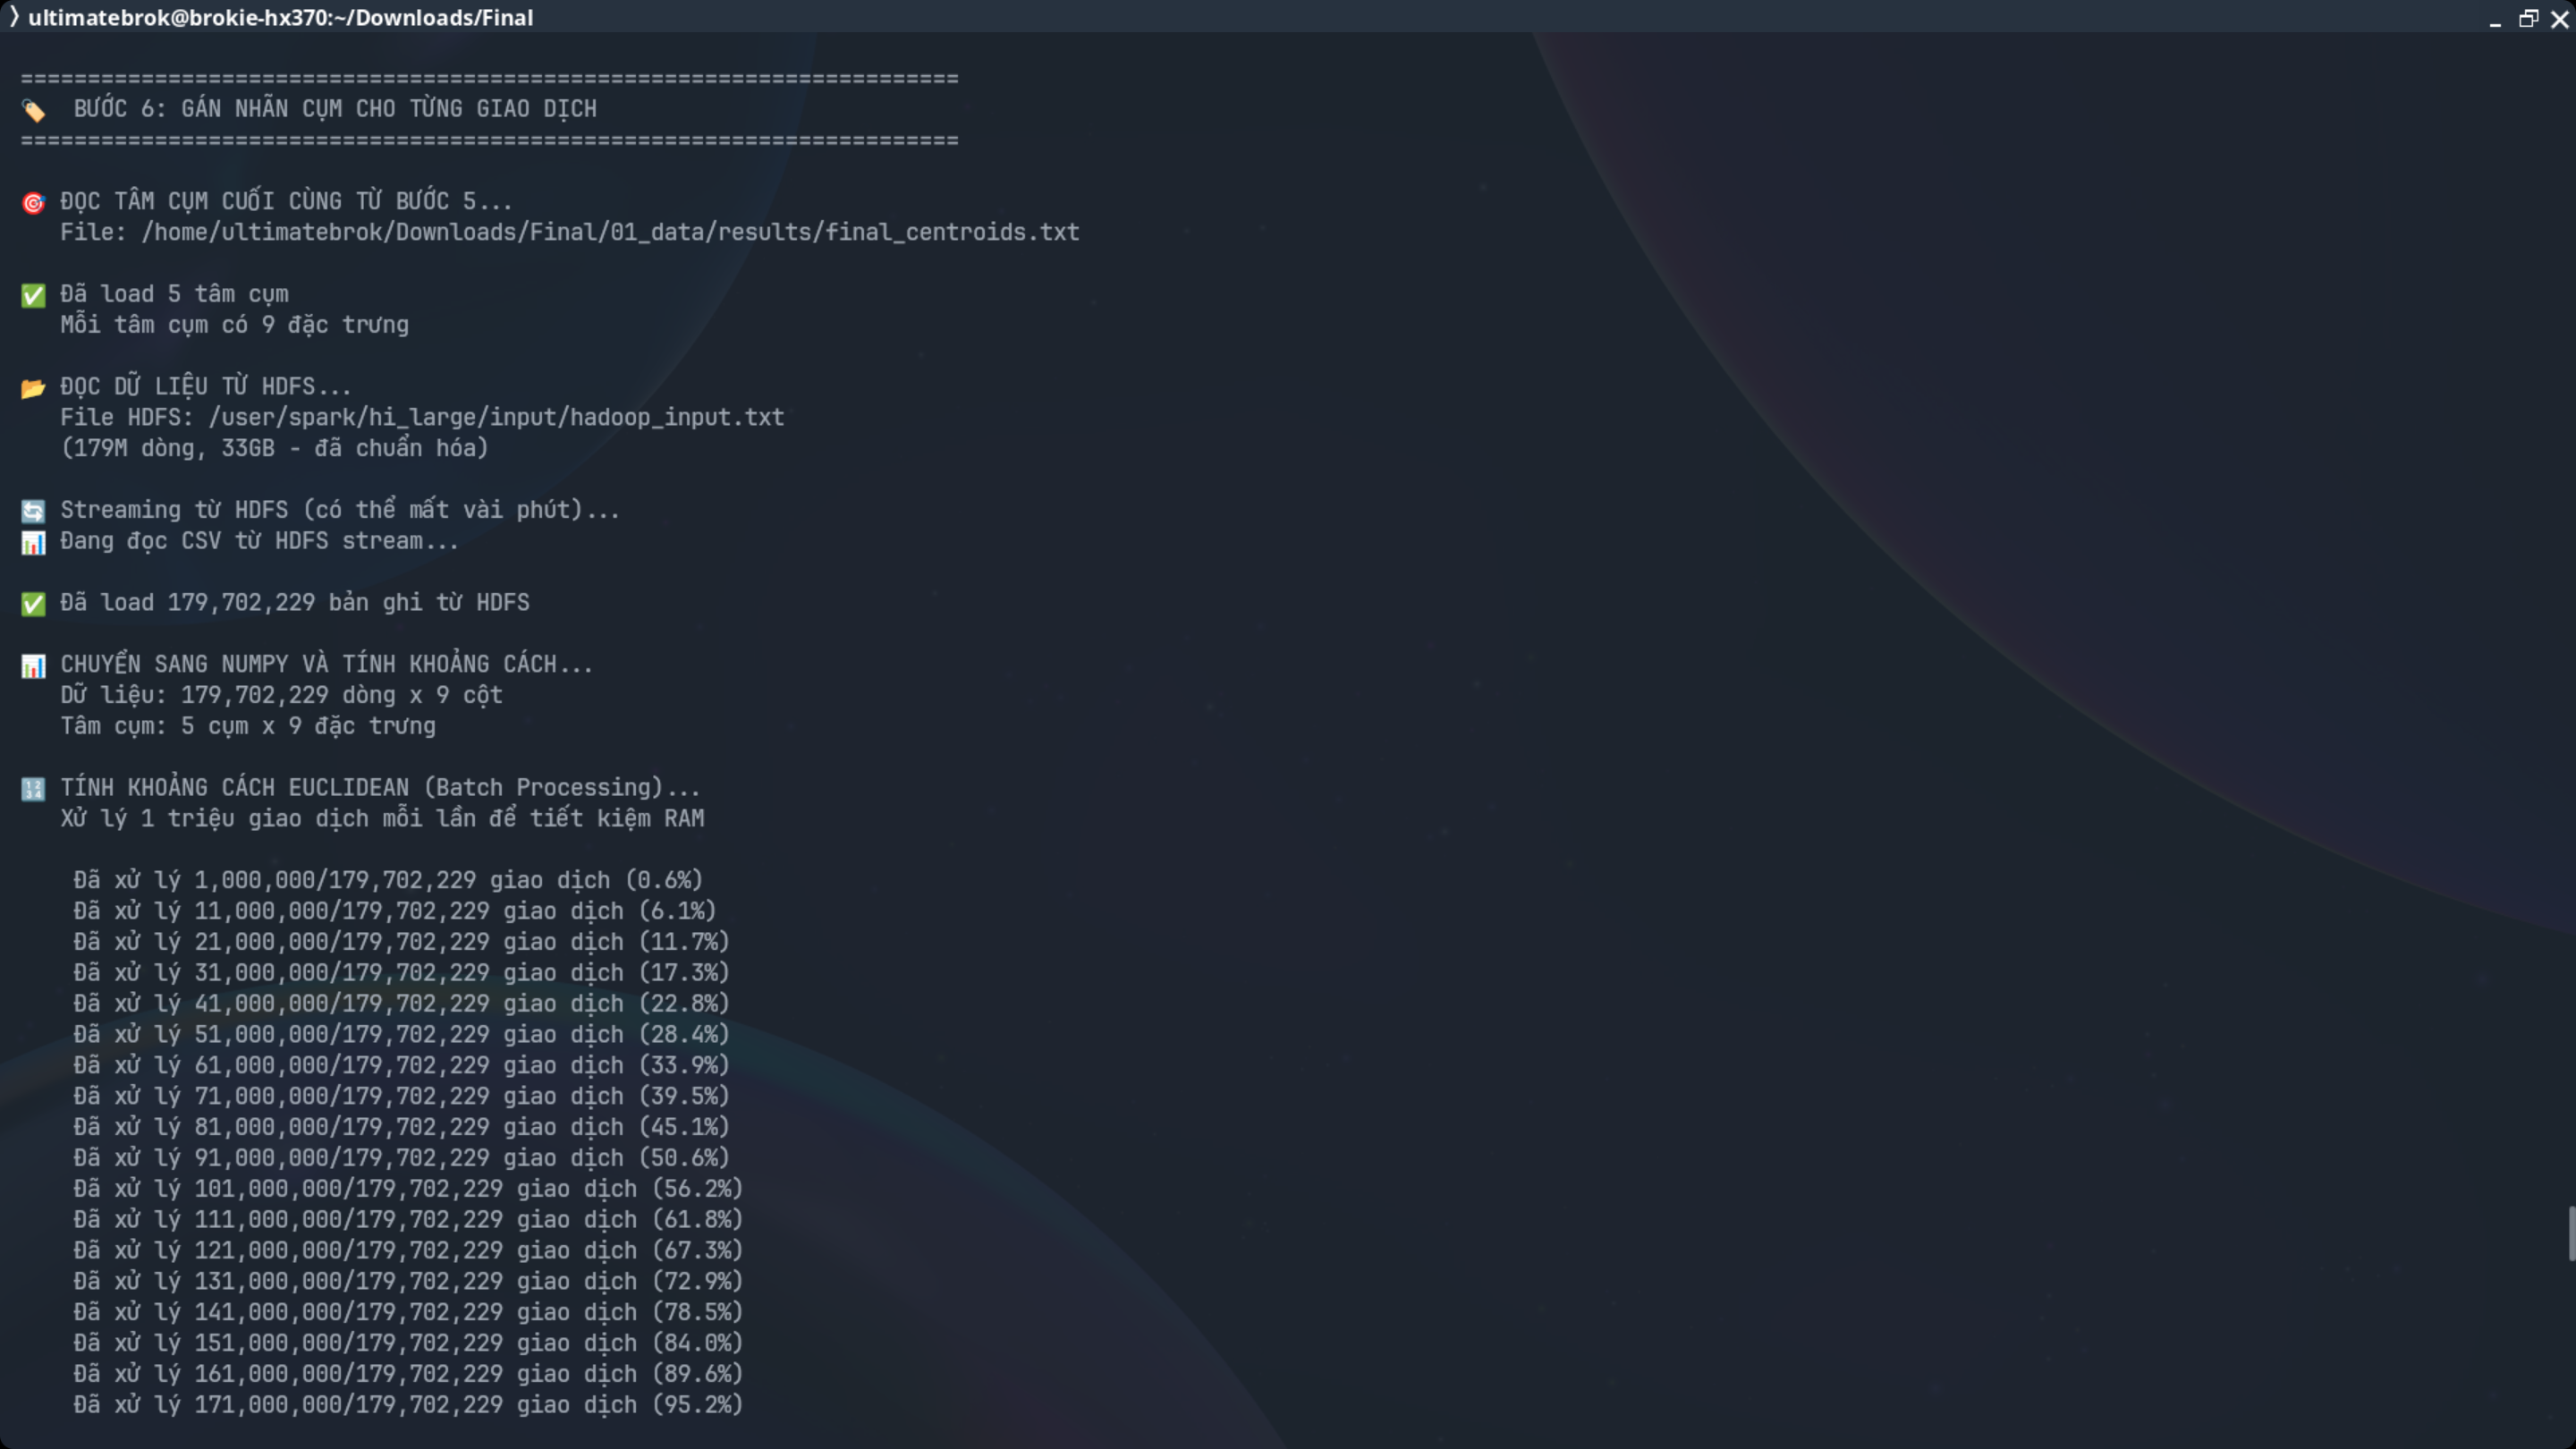 ultimatebrok@brokie-hx370:~/Downloads/Final
======================================================================
🏷️  BƯỚC 6: GÁN NHÃN CỤM CHO TỪNG GIAO DỊCH
======================================================================
🎯 ĐỌC TÂM CỤM CUỐI CÙNG TỪ BƯỚC 5...
File: /home/ultimatebrok/Downloads/Final/01_data/results/final_centroids.txt
✅ Đã load 5 tâm cụm
Mỗi tâm cụm có 9 đặc trưng
📂 ĐỌC DỮ LIỆU TỪ HDFS...
File HDFS: /user/spark/hi_large/input/hadoop_input.txt
(179M dòng, 33GB - đã chuẩn hóa)
🔄 Streaming từ HDFS (có thể mất vài phút)...
📊 Đang đọc CSV từ HDFS stream...
✅ Đã load 179,702,229 bản ghi từ HDFS
📊 CHUYỂN SANG NUMPY VÀ TÍNH KHOẢNG CÁCH...
Dữ liệu: 179,702,229 dòng x 9 cột
Tâm cụm: 5 cụm x 9 đặc trưng
🔢 TÍNH KHOẢNG CÁCH EUCLIDEAN (Batch Processing)...
Xử lý 1 triệu giao dịch mỗi lần để tiết kiệm RAM
Đã xử lý 1,000,000/179,702,229 giao dịch (0.6%)
Đã xử lý 11,000,000/179,702,229 giao dịch (6.1%)
Đã xử lý 21,000,000/179,702,229 giao dịch (11.7%)
Đã xử lý 31,000,000/179,702,229 giao dịch (17.3%)
Đã xử lý 41,000,000/179,702,229 giao dịch (22.8%)
Đã xử lý 51,000,000/179,702,229 giao dịch (28.4%)
Đã xử lý 61,000,000/179,702,229 giao dịch (33.9%)
Đã xử lý 71,000,000/179,702,229 giao dịch (39.5%)
Đã xử lý 81,000,000/179,702,229 giao dịch (45.1%)
Đã xử lý 91,000,000/179,702,229 giao dịch (50.6%)
Đã xử lý 101,000,000/179,702,229 giao dịch (56.2%)
Đã xử lý 111,000,000/179,702,229 giao dịch (61.8%)
Đã xử lý 121,000,000/179,702,229 giao dịch (67.3%)
Đã xử lý 131,000,000/179,702,229 giao dịch (72.9%)
Đã xử lý 141,000,000/179,702,229 giao dịch (78.5%)
Đã xử lý 151,000,000/179,702,229 giao dịch (84.0%)
Đã xử lý 161,000,000/179,702,229 giao dịch (89.6%)
Đã xử lý 171,000,000/179,702,229 giao dịch (95.2%)